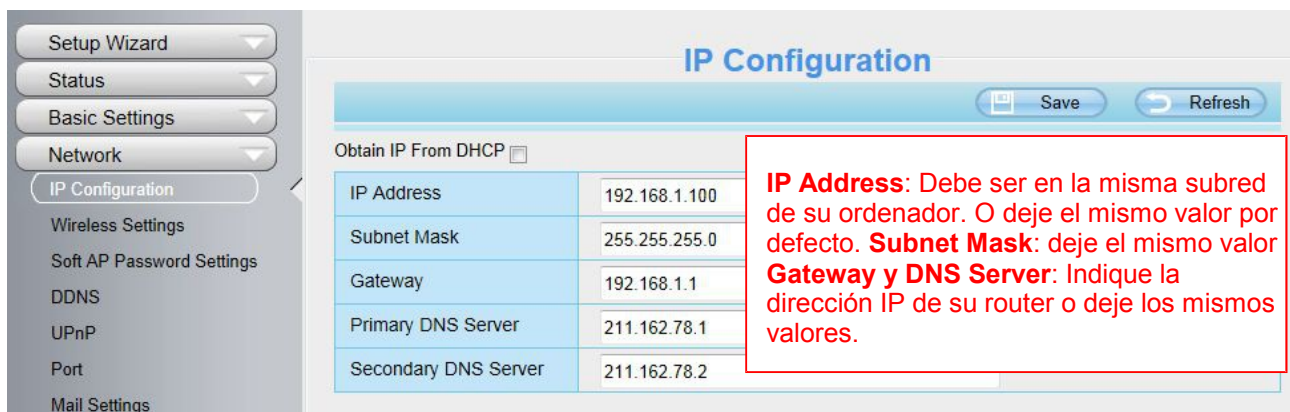 Setup Wizard
Status
Basic Settings
Network
IP Configuration
Wireless Settings
Soft AP Password Settings
DDNS
UPnP
Port
Mail Settings
IP Configuration
Save
Refresh
Obtain IP From DHCP
IP Address
192.168.1.100
Subnet Mask
255.255.255.0
Gateway
192.168.1.1
Primary DNS Server
211.162.78.1
Secondary DNS Server
211.162.78.2
IP Address: Debe ser en la misma subred
de su ordenador. O deje el mismo valor por
defecto. Subnet Mask: deje el mismo valor
Gateway y DNS Server: Indique la
dirección IP de su router o deje los mismos
valores.